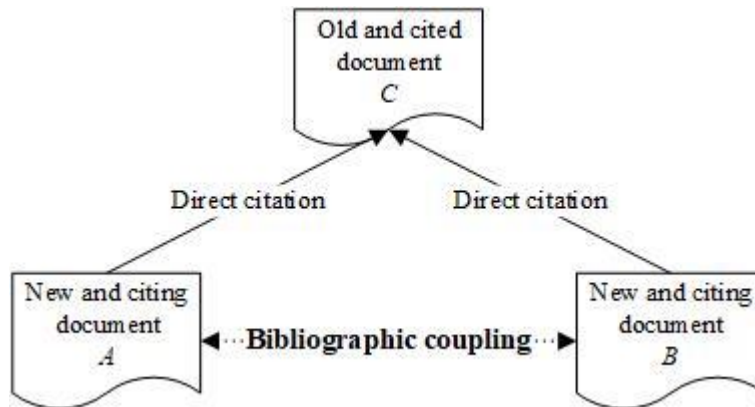 Old and cited
document
C
Direct citation
Direct citation
New and citing
document
A
Bibliographic coupling
New and citing
document
B